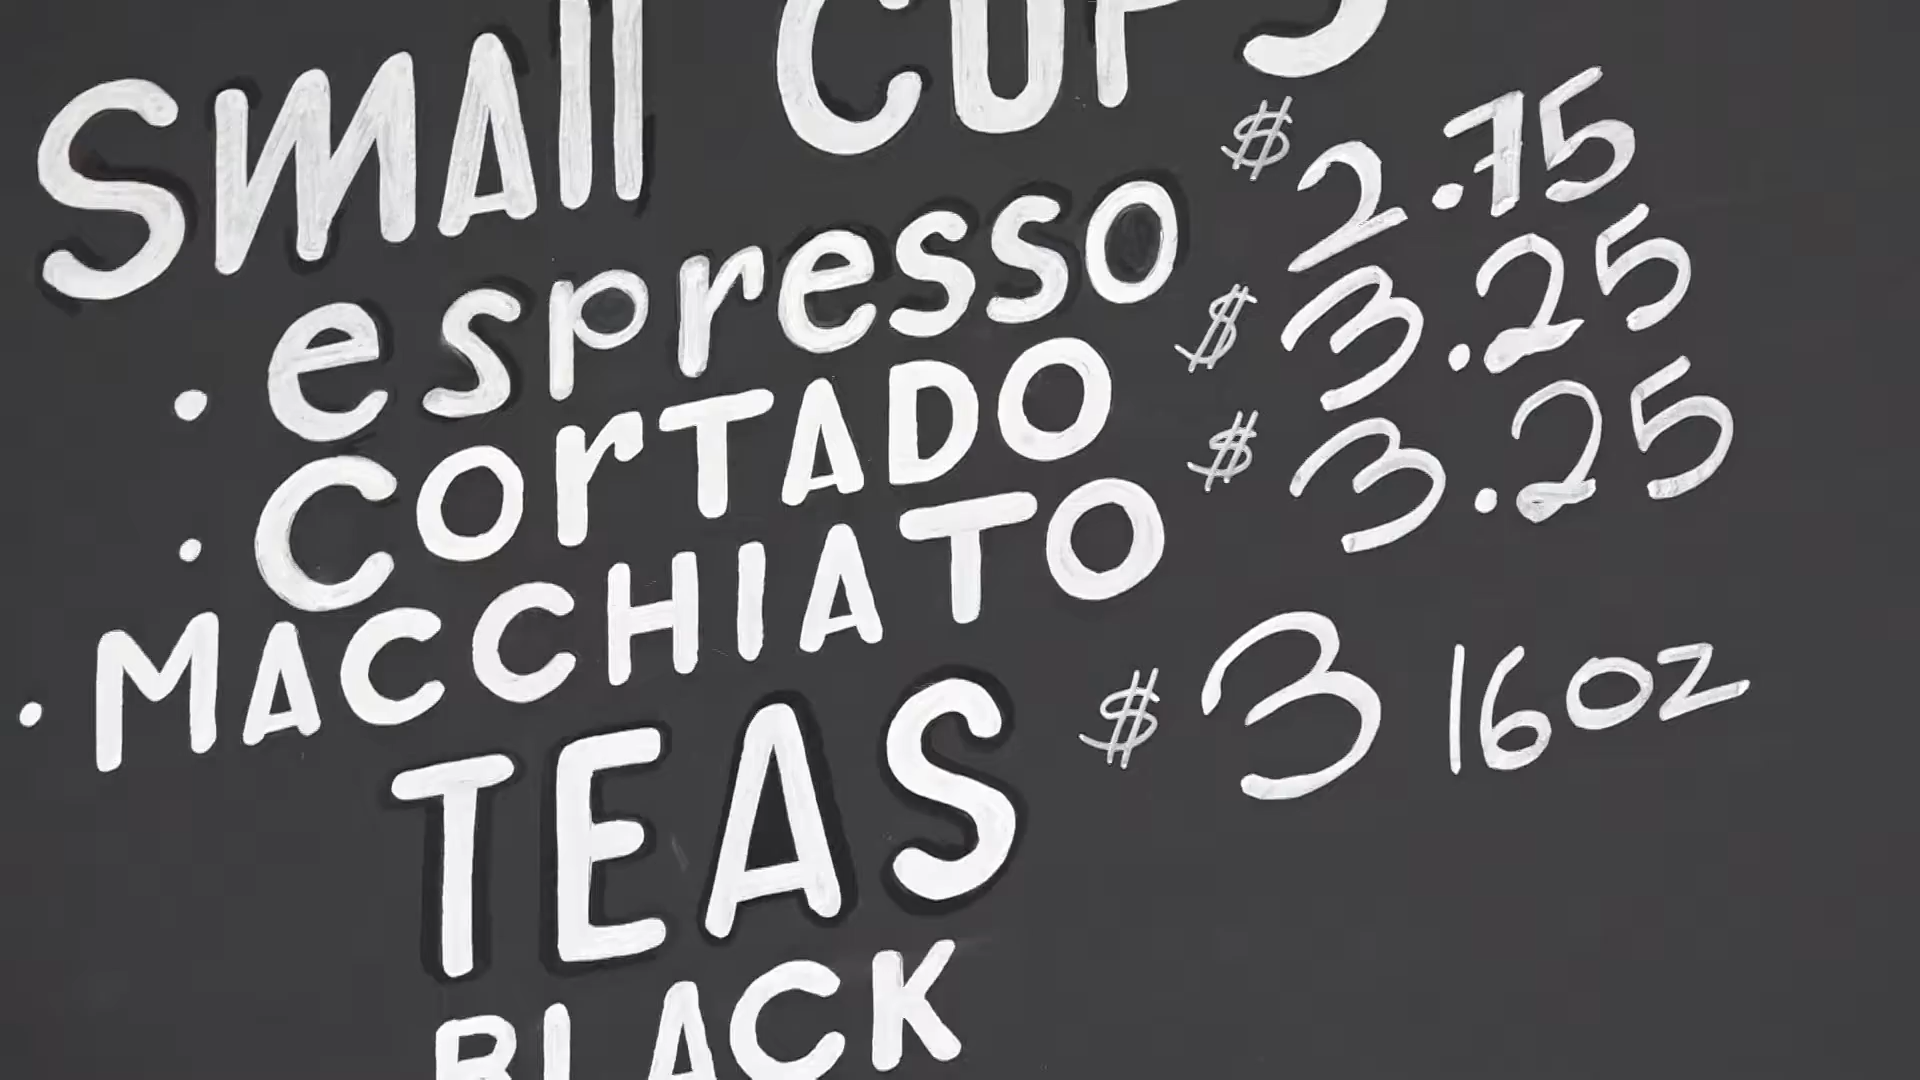 SMAll CUPS
• espresso $2.75
• CorTADO $3.25
• MACCHIATO $3.25
TEAS $3 16oz
BLACK